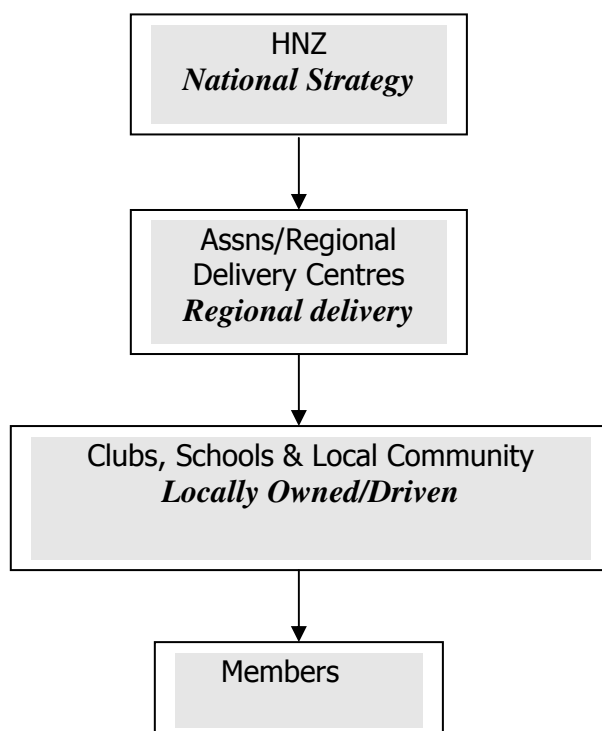 HNZ
National Strategy
Assns/Regional
Delivery Centres
Regional delivery
Clubs, Schools & Local Community
Locally Owned/Driven
Members